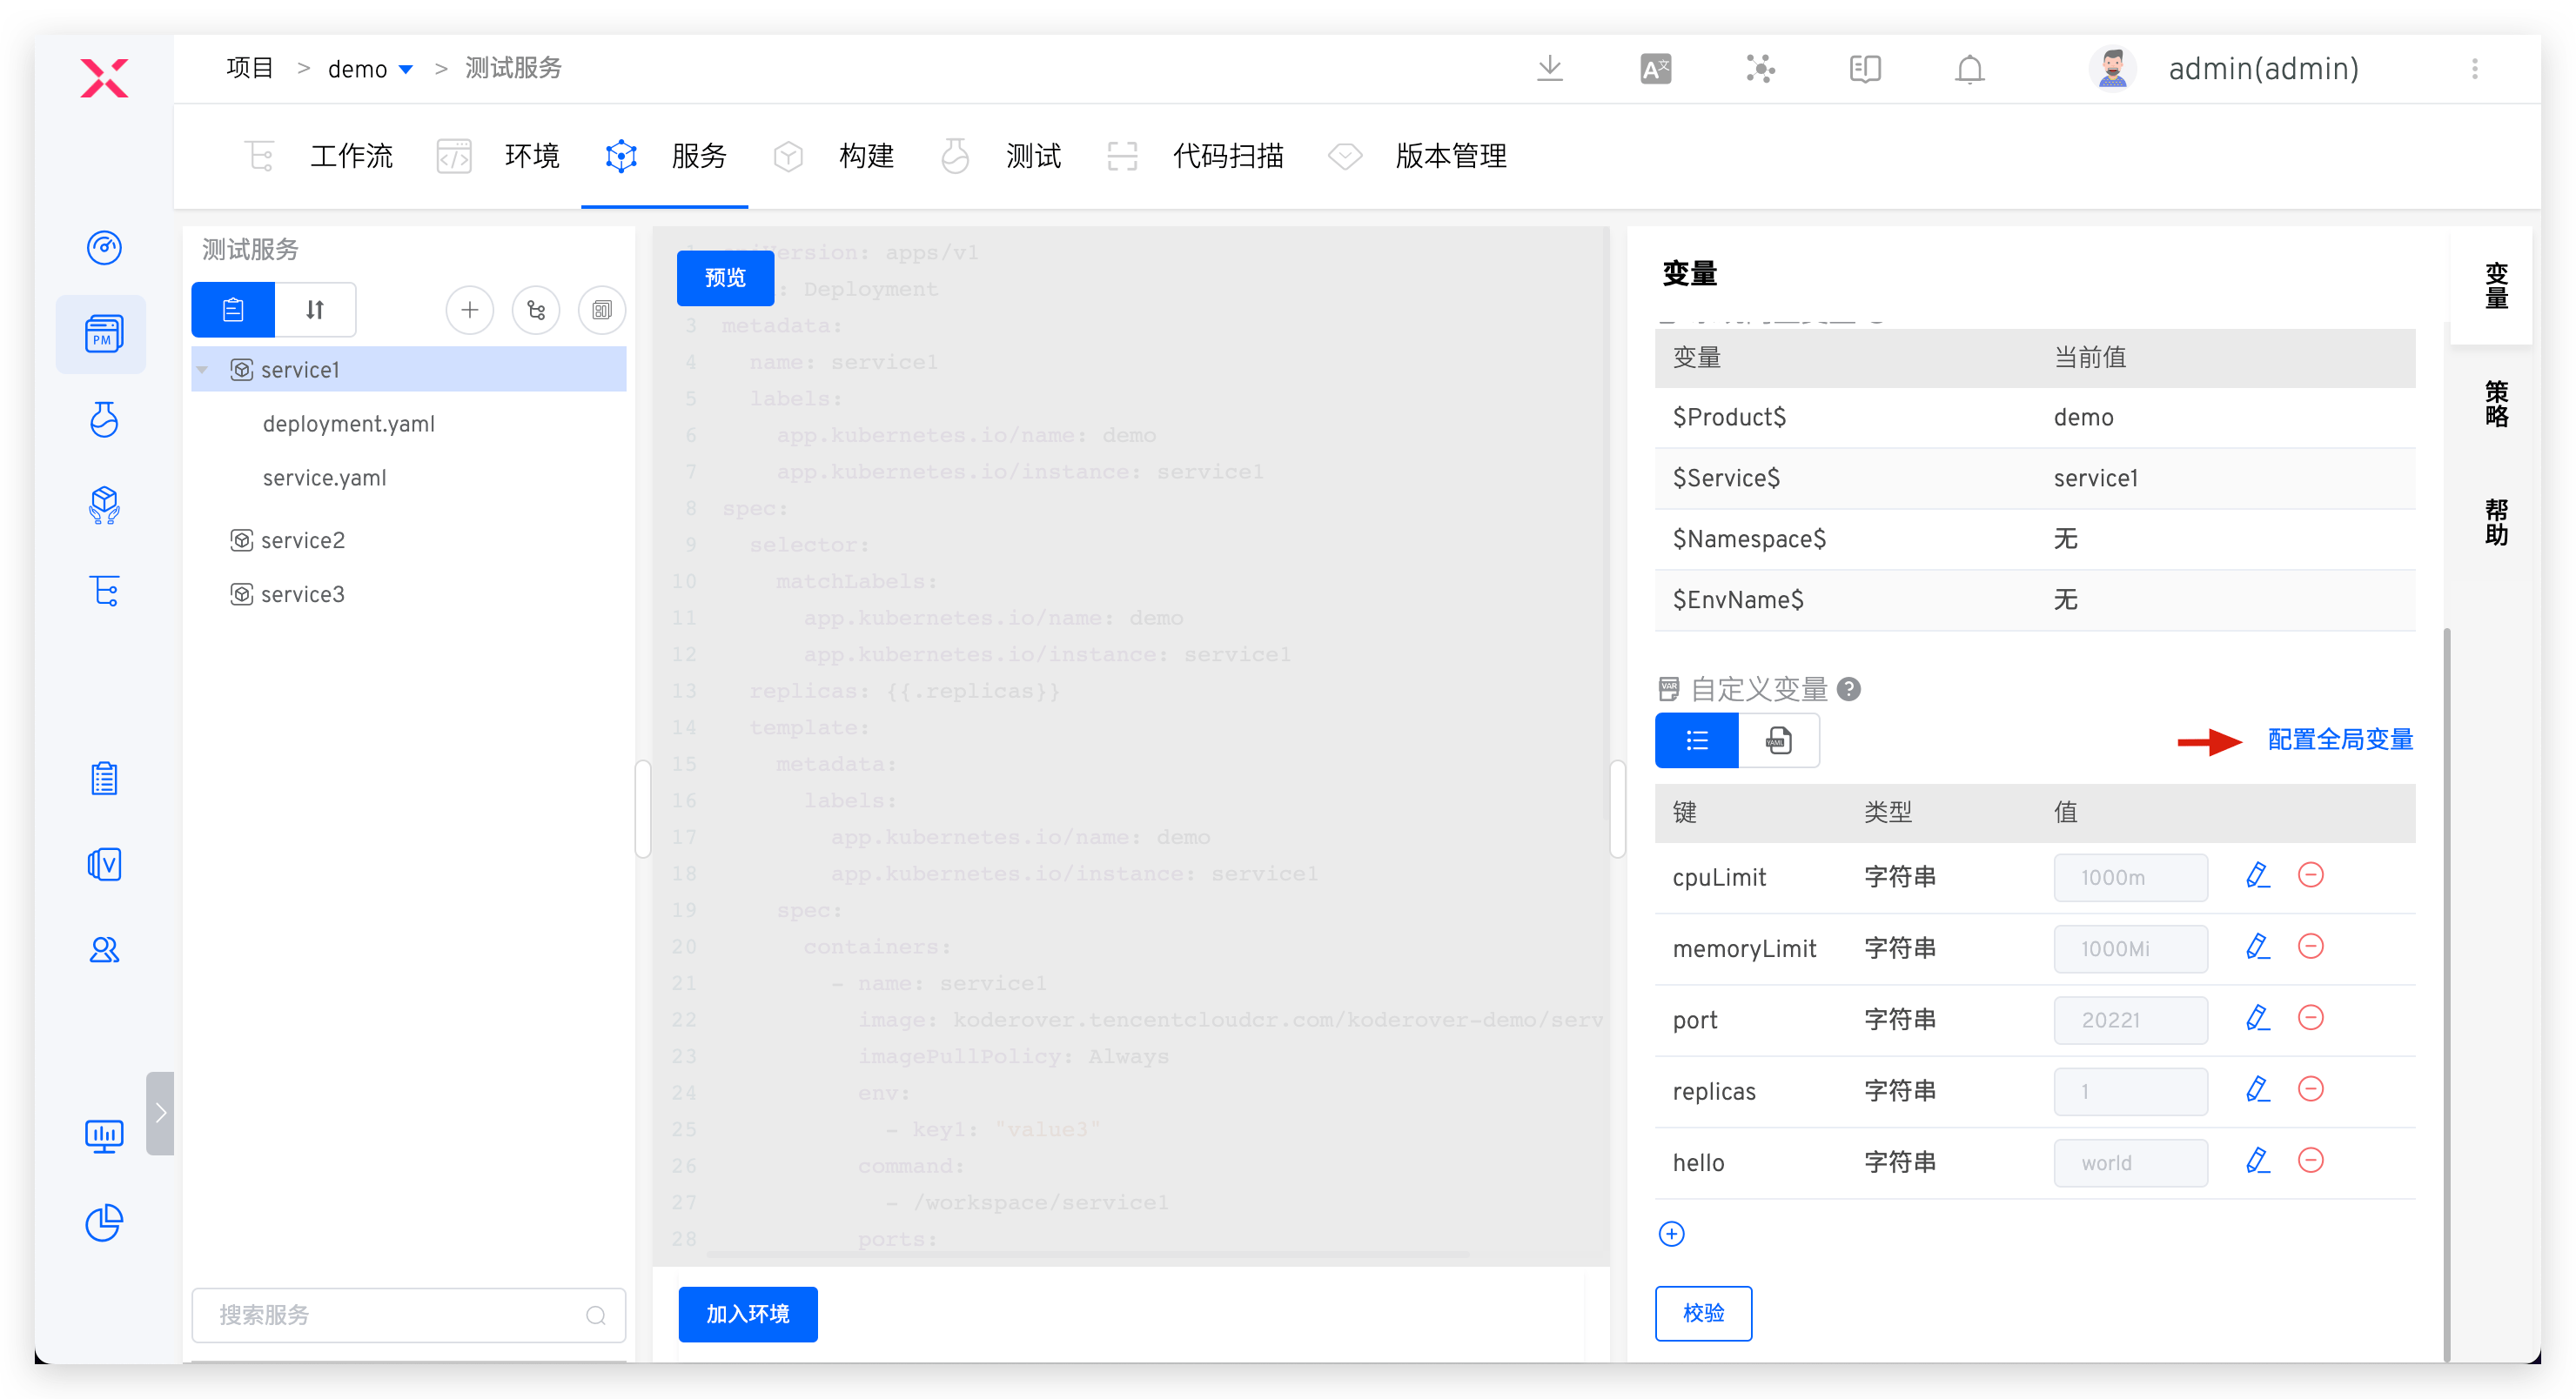 项目 > demo > 测试服务
admin(admin)
工作流 环境 服务 构建 测试 代码扫描 版本管理
PM
测试服务
service1
deployment.yaml
service.yaml
service2
service3
搜索服务
预览
ersion: apps/v1
: Deployment
3 metadata:
4 name: service1
5 labels:
6 app.kubernetes.io/name: demo
7 app.kubernetes.io/instance: service1
8 spec:
9 selector:
10 matchLabels:
11 app.kubernetes.io/name: demo
12 app.kubernetes.io/instance: service1
13 replicas: {{.replicas}}
14 template:
15 metadata:
16 labels:
17 app.kubernetes.io/name: demo
18 app.kubernetes.io/instance: service1
19 spec:
20 containers:
21 - name: service1
22 image: koderover.tencentcloudcr.com/koderover-demo/serv
23 imagePullPolicy: Always
24 env:
25 - key1: "value3"
26 command:
27 - /workspace/service1
28 ports:
加入环境
变量
变量 当前值
$Product$ demo
$Service$ service1
$Namespace$ 无
$EnvName$ 无
VAR 自定义变量 ?
YAML
配置全局变量
键 类型 值
cpuLimit 字符串 1000m
memoryLimit 字符串 1000Mi
port 字符串 20221
replicas 字符串 1
hello 字符串 world
校验
变量
策略
帮助